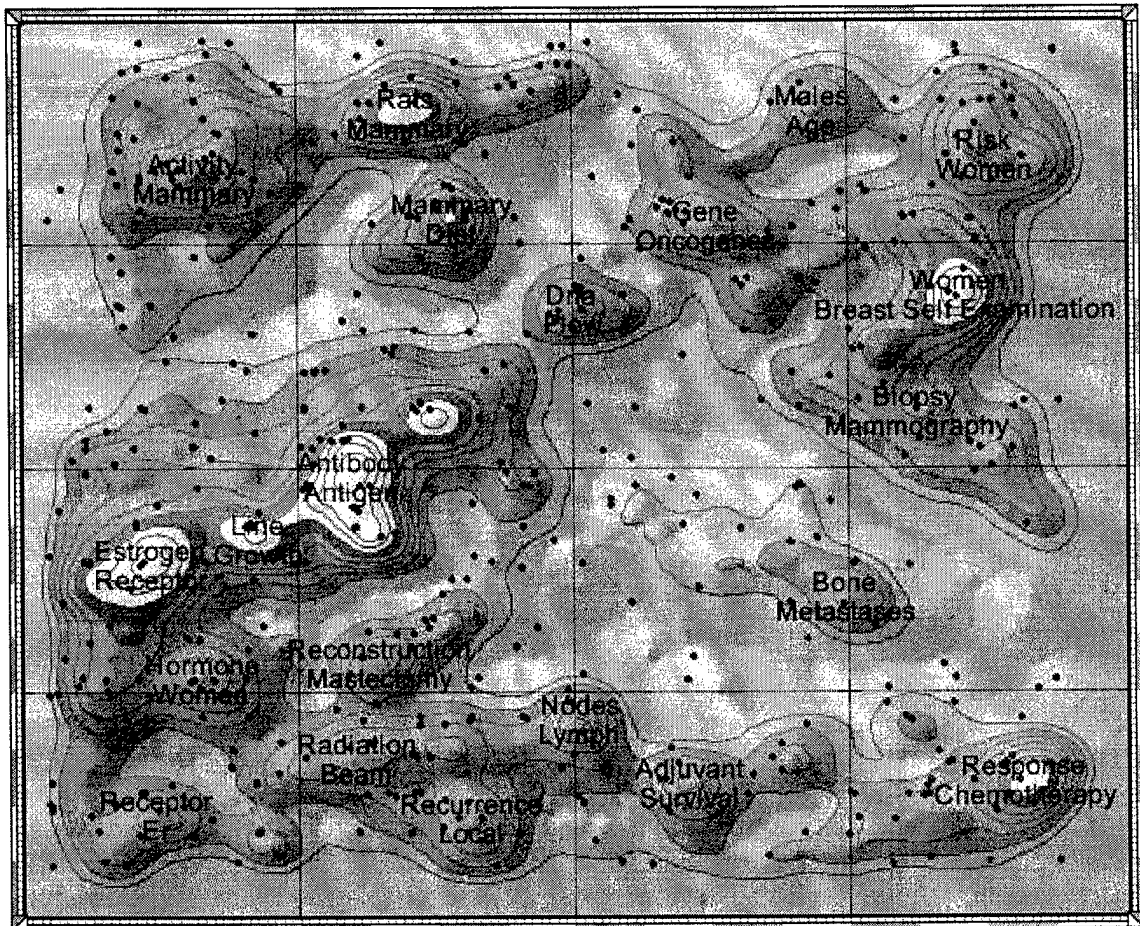 Rats
Mammary
Males
Age
Risk
Women
Activity
Mammary
Mammary
Gene
Oncogenes
Dna
Flow
Women
Breast Self Examination
Biopsy
Mammography
Antibody
Antigen
Line
Growth
Estrogen
Receptor
Bone
Metastases
Reconstruction
Mastectomy
Hormone
Women
Nodes
Lymph
Radiation
Beam
Adjuvant
Survival
Response
Chemotherapy
Receptor
Er
Recurrence
Local